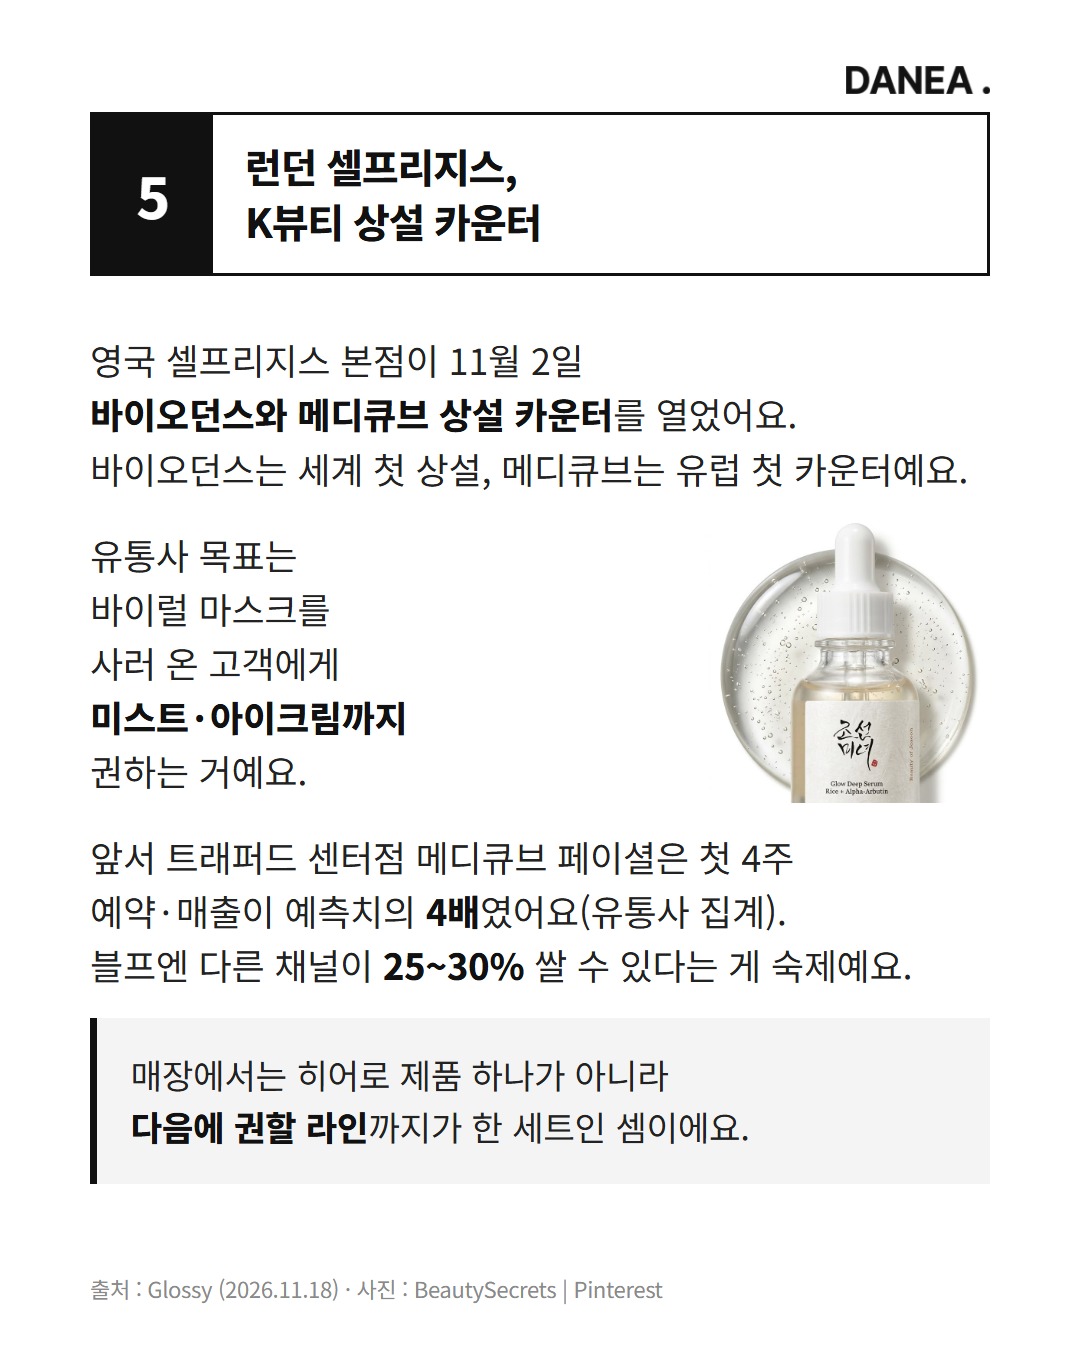 DANEA .
5
런던 셀프리지스,
K뷰티 상설 카운터
영국 셀프리지스 본점이 11월 2일
바이오던스와 메디큐브 상설 카운터를 열었어요.
바이오던스는 세계 첫 상설, 메디큐브는 유럽 첫 카운터예요.
유통사 목표는
바이럴 마스크를
사러 온 고객에게
미스트·아이크림까지
권하는 거예요.
조선
미녀
Beauty of Joseon
Glow Deep Serum
Rice + Alpha-Arbutin
앞서 트래퍼드 센터점 메디큐브 페이셜은 첫 4주
예약·매출이 예측치의 4배였어요(유통사 집계).
블프엔 다른 채널이 25~30% 쌀 수 있다는 게 숙제예요.
매장에서는 히어로 제품 하나가 아니라
다음에 권할 라인까지가 한 세트인 셈이에요.
출처 : Glossy (2026.11.18) · 사진 : BeautySecrets | Pinterest